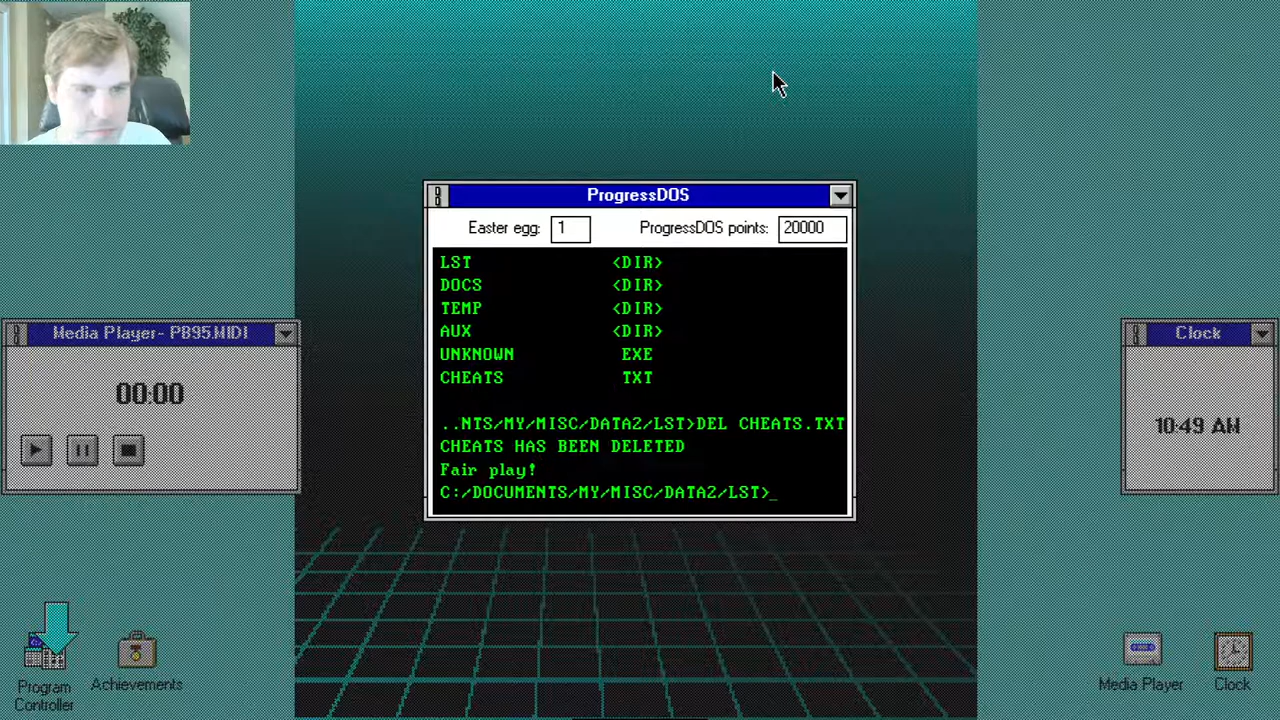 ProgressDOS
Easter egg: 1 ProgressDOS points: 20000
LST <DIR>
DOCS <DIR>
TEMP <DIR>
AUX <DIR>
UNKNOWN EXE
CHEATS TXT
..NTS/MY/MISC/DATA2/LST>DEL CHEATS.TXT
CHEATS HAS BEEN DELETED
Fair play!
C:/DOCUMENTS/MY/MISC/DATA2/LST>_
Media Player- PB95.MIDI
00:00
Clock
10:49 AM
Program
Controller
Achievements
Media Player
Clock